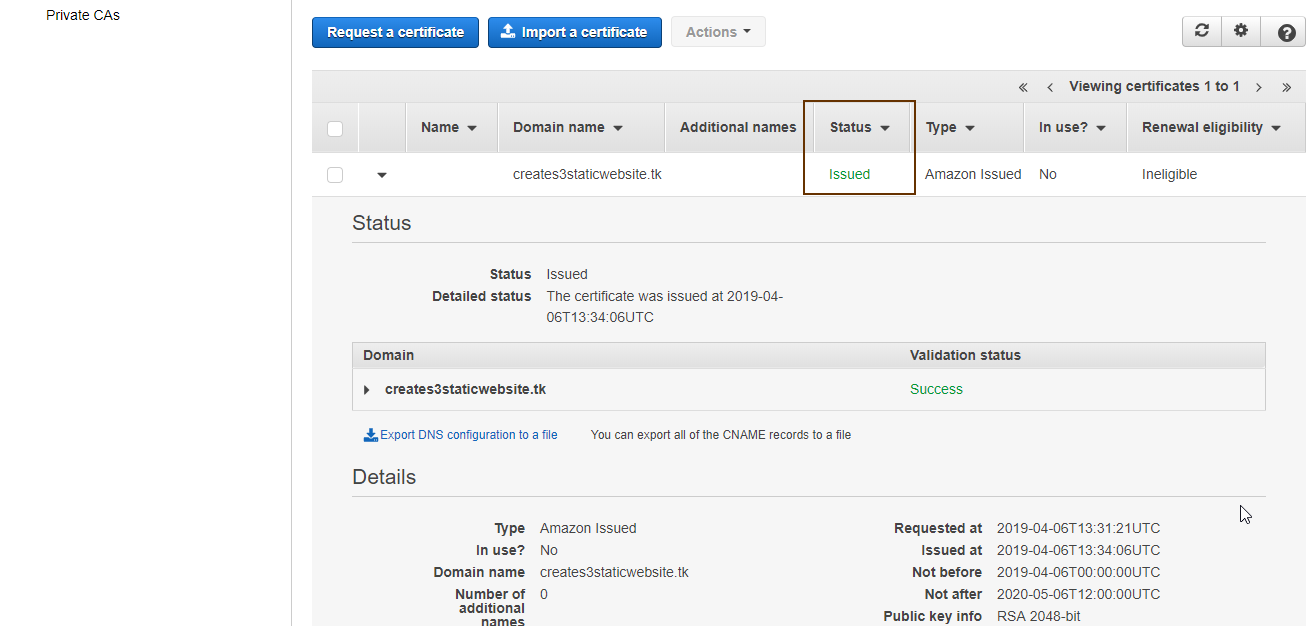 Private CAs
Request a certificate Import a certificate Actions
« ‹ Viewing certificates 1 to 1 › »
Name Domain name Additional names Status Type In use? Renewal eligibility
creates3staticwebsite.tk Issued Amazon Issued No Ineligible
Status
Status Issued
Detailed status The certificate was issued at 2019-04-
06T13:34:06UTC
Domain Validation status
creates3staticwebsite.tk Success
Export DNS configuration to a file You can export all of the CNAME records to a file
Details
Type Amazon Issued Requested at 2019-04-06T13:31:21UTC
In use? No Issued at 2019-04-06T13:34:06UTC
Domain name creates3staticwebsite.tk Not before 2019-04-06T00:00:00UTC
Number of 0 Not after 2020-05-06T12:00:00UTC
additional
names Public key info RSA 2048-bit